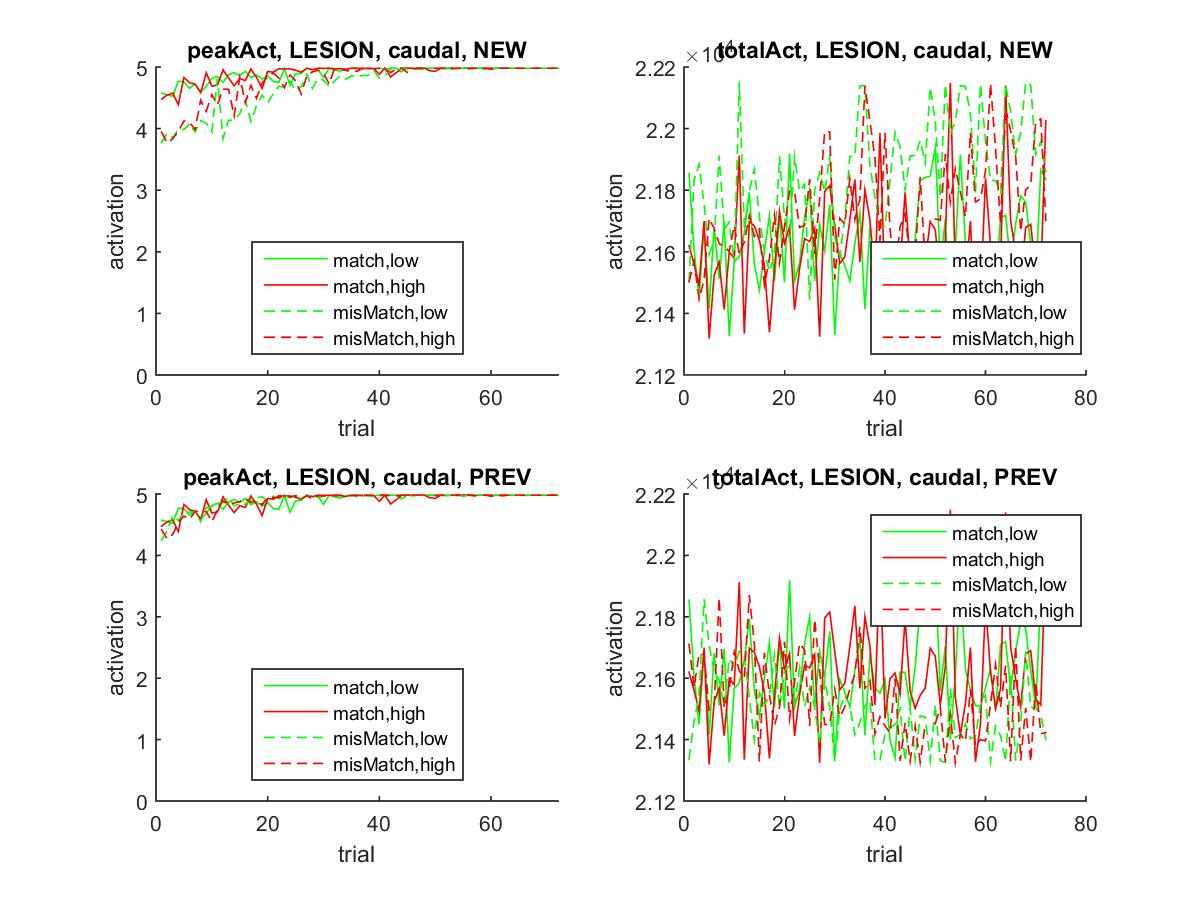 peakAct, LESION, caudal, NEW
5
4
3
2
1
0
activation
match,low
match,high
misMatch,low
misMatch,high
0 20 40 60
trial
×10⁴
totalAct, LESION, caudal, NEW
2.22
2.2
2.18
2.16
2.14
2.12
activation
match,low
match,high
misMatch,low
misMatch,high
0 20 40 60 80
trial
peakAct, LESION, caudal, PREV
5
4
3
2
1
0
activation
match,low
match,high
misMatch,low
misMatch,high
0 20 40 60
trial
×10⁴
totalAct, LESION, caudal, PREV
2.22
2.2
2.18
2.16
2.14
2.12
activation
match,low
match,high
misMatch,low
misMatch,high
0 20 40 60 80
trial